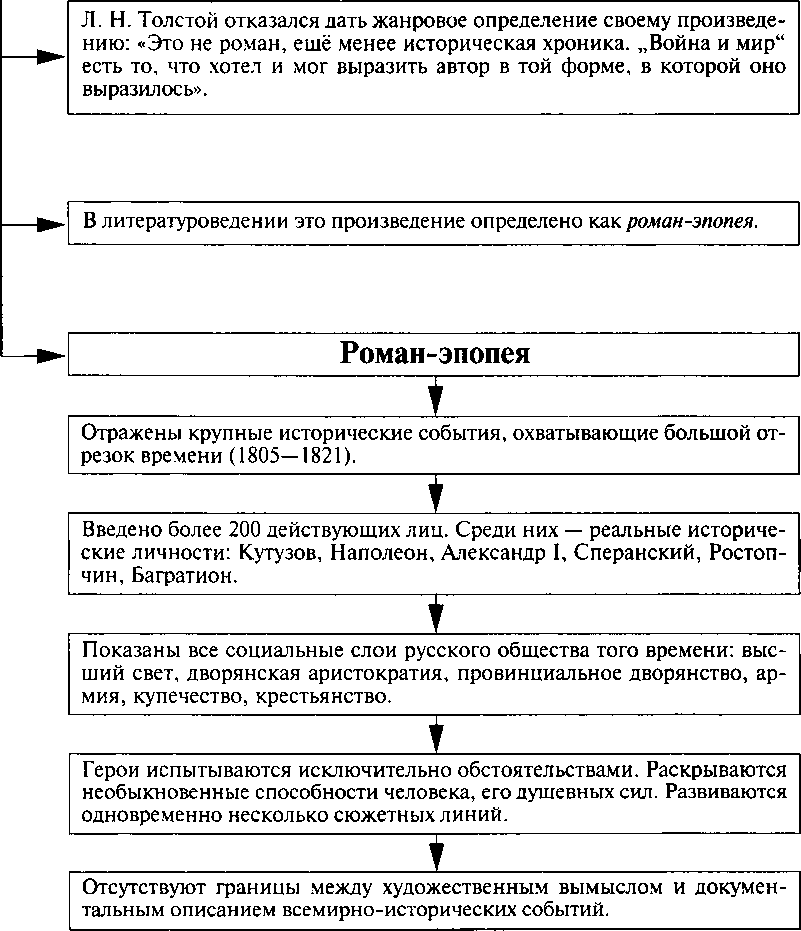 Л. Н. Толстой отказался дать жанровое определение своему произведе-
нию: «Это не роман, ешё менее историческая хроника. „Война и мир“
есть то, что хотел и мог выразить автор в той форме, в которой оно
выразилось».
В литературоведении это произведение определено как роман-эпопея.
Роман-эпопея
Отражены крупные исторические события, охватывающие большой от-
резок времени (1805—1821).
Введено более 200 действующих лиц. Среди них — реальные историче-
ские личности: Кутузов, Наполеон, Александр I, Сперанский, Ростоп-
чин, Багратион.
Показаны все социальные слои русского общества того времени: выс-
ший свет, дворянская аристократия, провинциальное дворянство, ар-
мия, купечество, крестьянство.
Герои испытываются исключительно обстоятельствами. Раскрываются
необыкновенные способности человека, его душевных сил. Развиваются
одновременно несколько сюжетных линий.
Отсутствуют границы между художественным вымыслом и докумен-
тальным описанием всемирно-исторических событий.